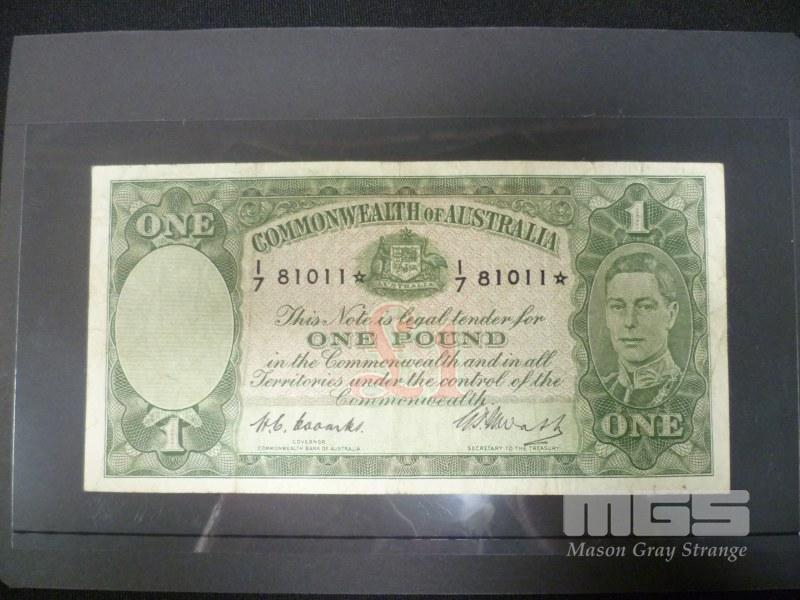 ONE
COMMONWEALTH OF AUSTRALIA
1
AUSTRALIA
I/7 81011☆ I/7 81011☆
This Note is legal tender for
ONE POUND
£1
in the Commonwealth and in all
Territories under the control of the
Commonwealth.
1
GOVERNOR
COMMONWEALTH BANK OF AUSTRALIA
SECRETARY TO THE TREASURY
ONE
MGS
Mason Gray Strange